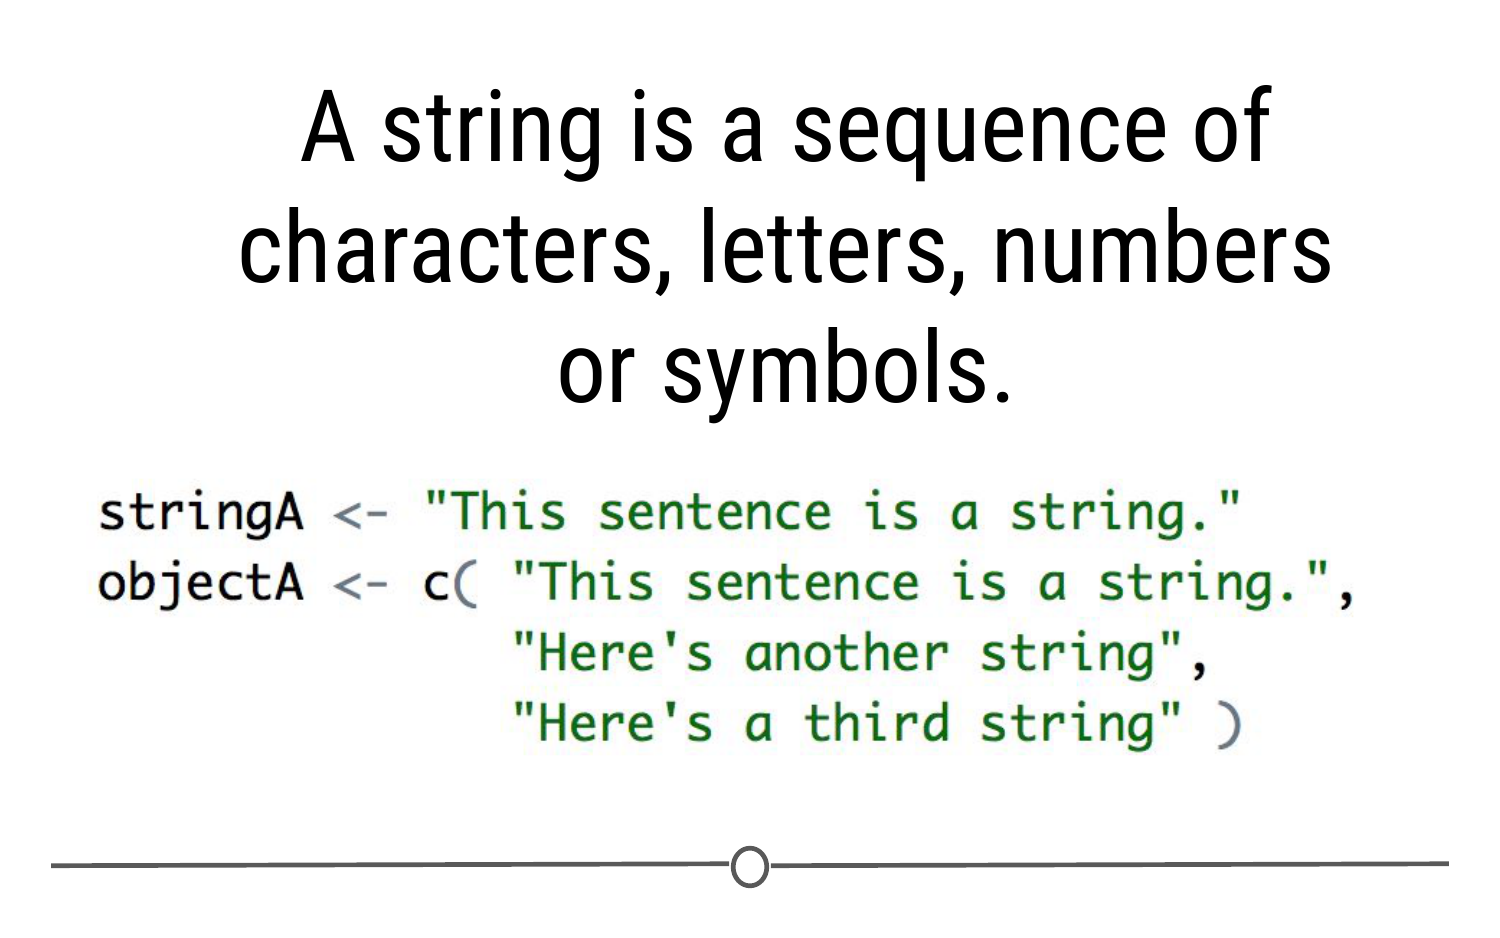 A string is a sequence of
characters, letters, numbers
or symbols.
stringA <- "This sentence is a string."
objectA <- c( "This sentence is a string.",
"Here's another string",
"Here's a third string" )